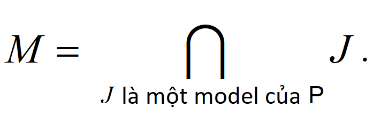 M = ⋂ J .
J là một model của P